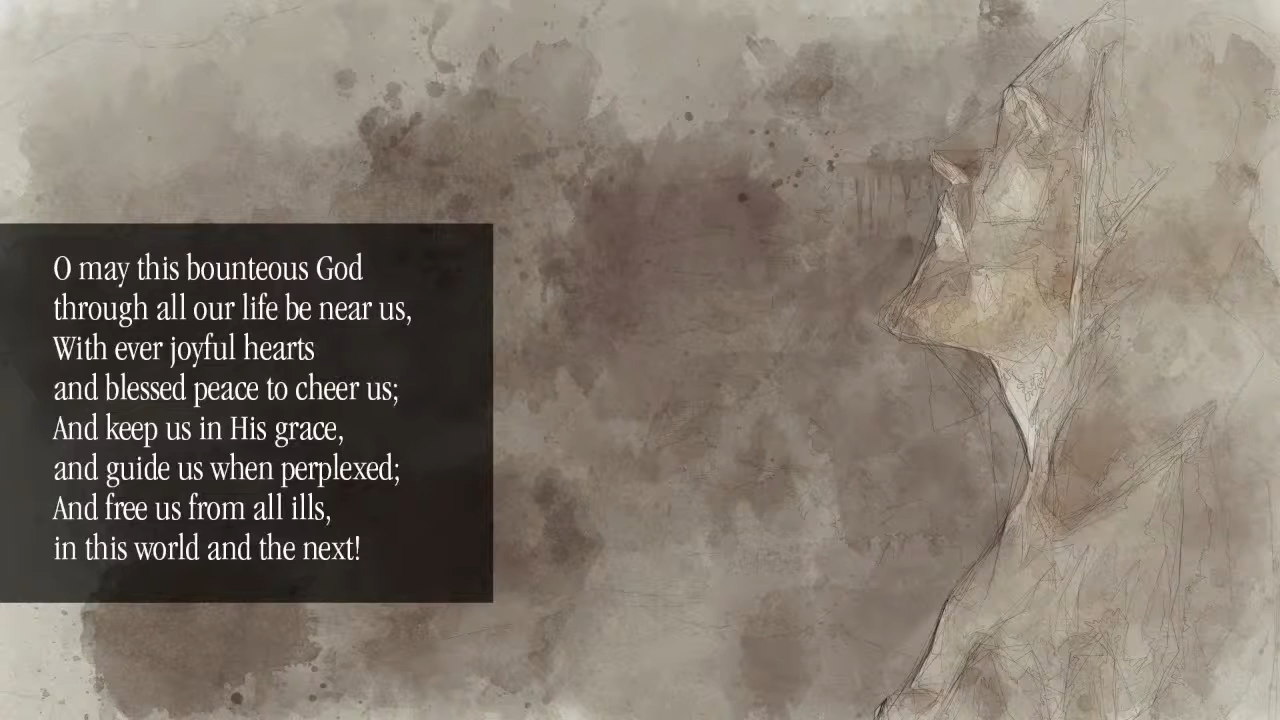 O may this bounteous God
through all our life be near us,
With ever joyful hearts
and blessed peace to cheer us;
And keep us in His grace,
and guide us when perplexed;
And free us from all ills,
in this world and the next!